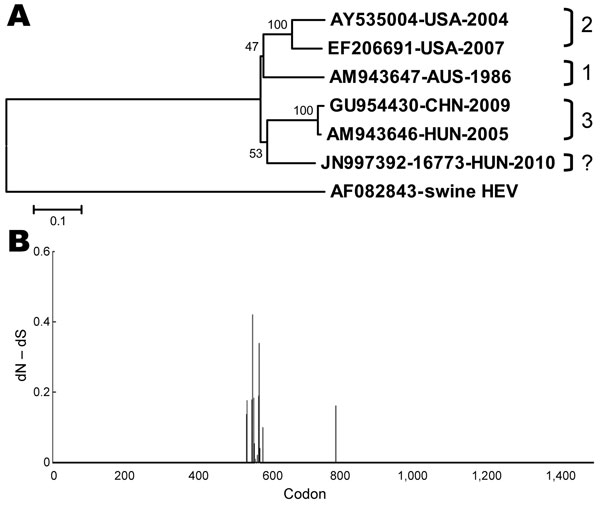 A
100
AY535004-USA-2004
2
47
EF206691-USA-2007
AM943647-AUS-1986
1
100
GU954430-CHN-2009
3
AM943646-HUN-2005
53
JN997392-16773-HUN-2010
?
AF082843-swine HEV
0.1
B
0.6
0.4
0.2
0
dN – dS
0 200 400 600 800 1,000 1,200 1,400
Codon